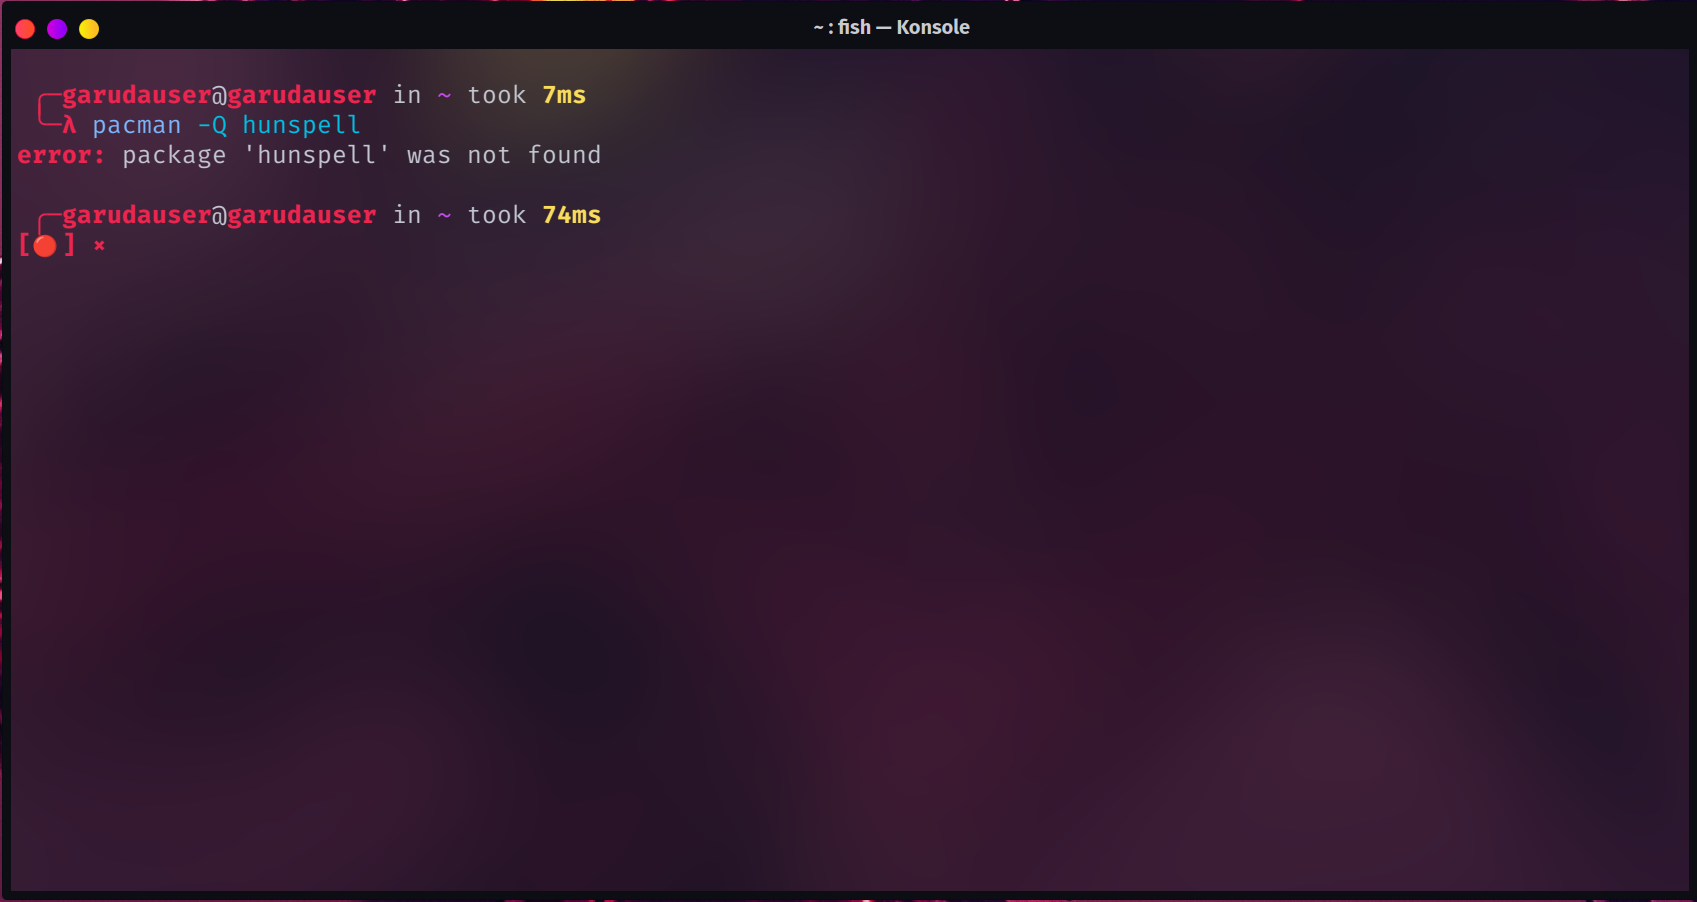 ~ : fish — Konsole
╭─garudauser@garudauser in ~ took 7ms
╰─λ pacman -Q hunspell
error: package 'hunspell' was not found
╭─garudauser@garudauser in ~ took 74ms
[🔴] ×